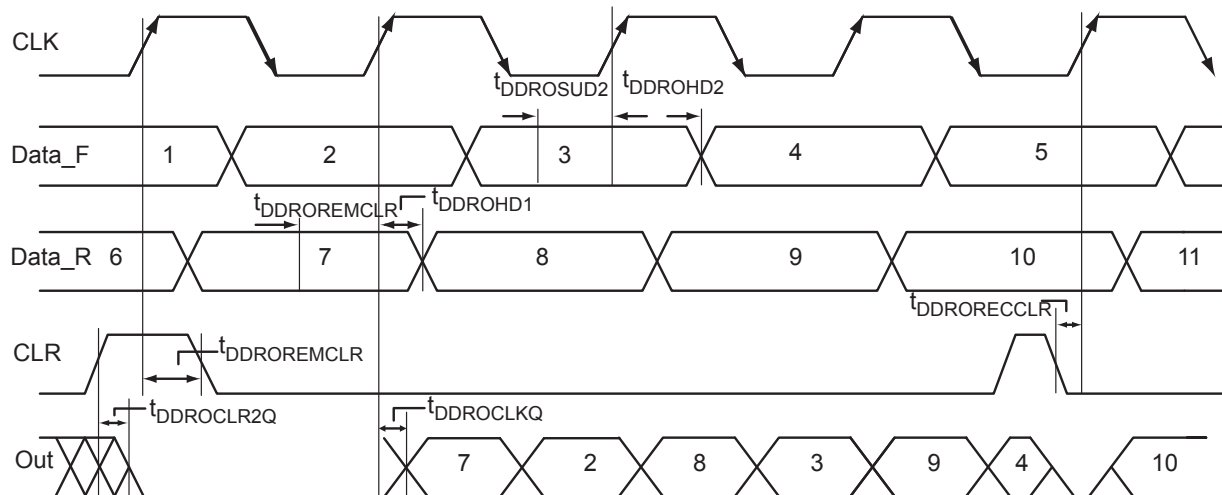 CLK
tDDROSUD2 tDDROHD2
Data_F 1 2 3 4 5
tDDROREMCLR tDDROHD1
Data_R 6 7 8 9 10 11
tDDRORECCLR
CLR
tDDROREMCLR
tDDROCLR2Q tDDROCLKQ
Out 7 2 8 3 9 4 10